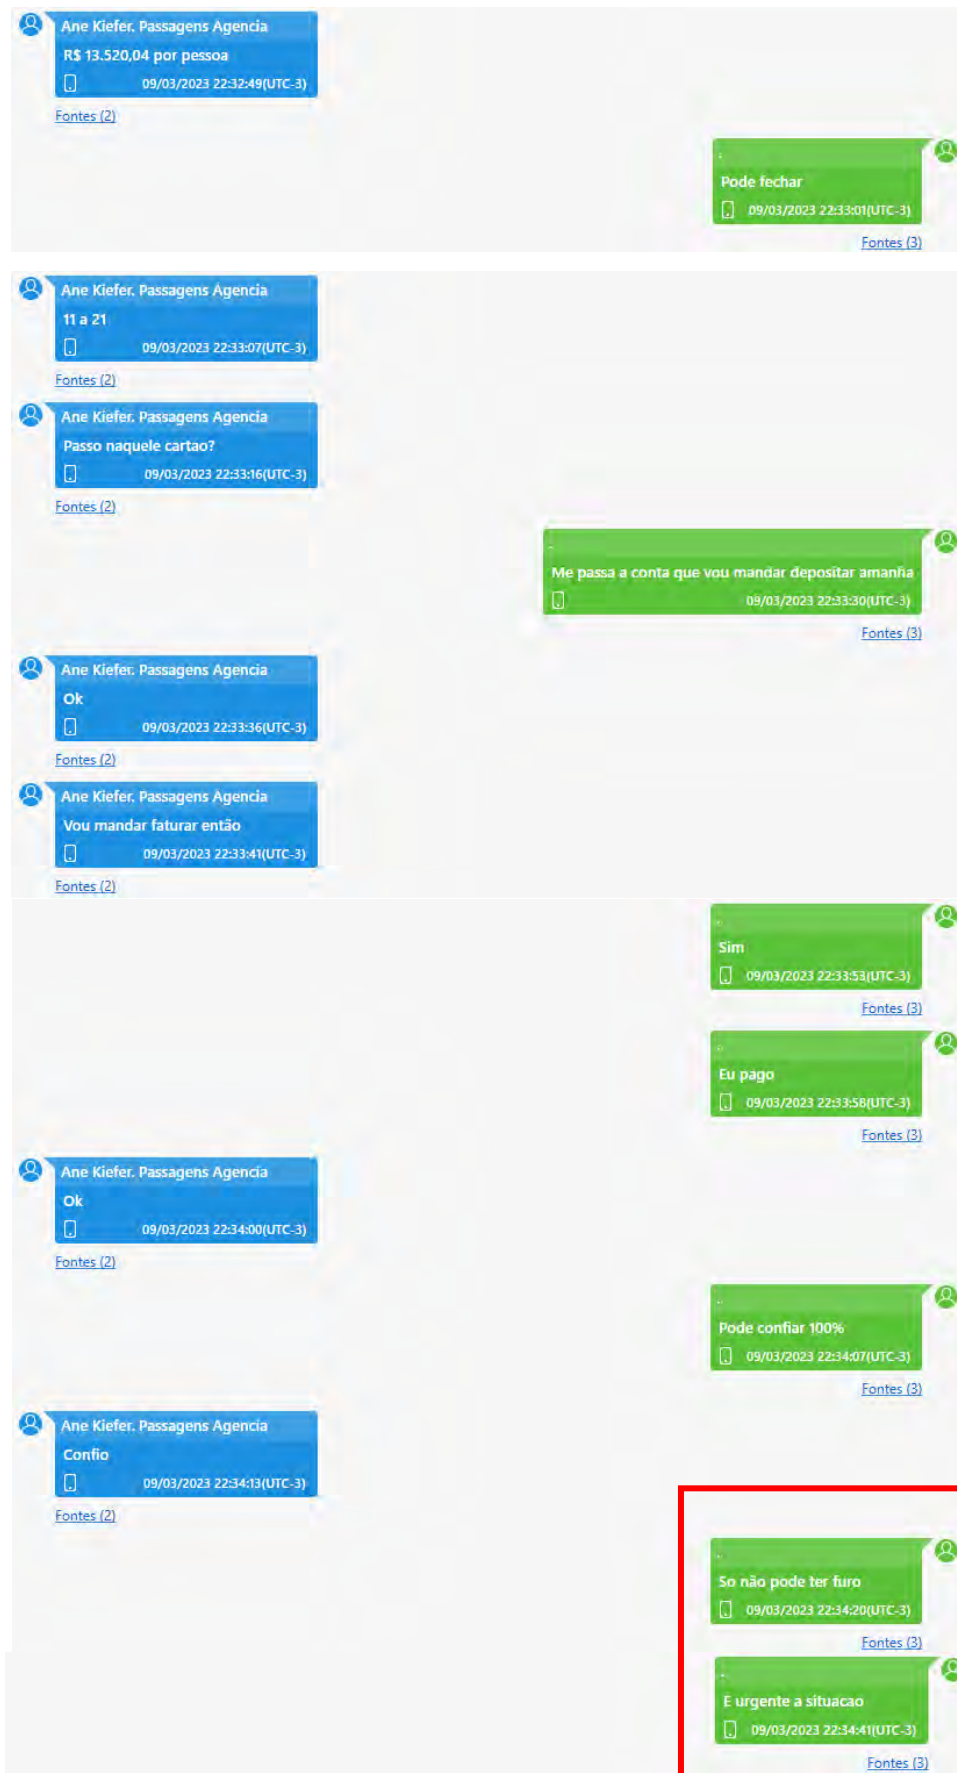 Ane Kiefer. Passagens Agencia
R$ 13.520,04 por pessoa
09/03/2023 22:32:49(UTC-3)
Fontes (2)
.
Pode fechar
09/03/2023 22:33:01(UTC-3)
Fontes (3)
Ane Kiefer. Passagens Agencia
11 a 21
09/03/2023 22:33:07(UTC-3)
Fontes (2)
Ane Kiefer. Passagens Agencia
Passo naquele cartao?
09/03/2023 22:33:16(UTC-3)
Fontes (2)
.
Me passa a conta que vou mandar depositar amanha
09/03/2023 22:33:30(UTC-3)
Fontes (3)
Ane Kiefer. Passagens Agencia
Ok
09/03/2023 22:33:36(UTC-3)
Fontes (2)
Ane Kiefer. Passagens Agencia
Vou mandar faturar então
09/03/2023 22:33:41(UTC-3)
Fontes (2)
.
Sim
09/03/2023 22:33:53(UTC-3)
Fontes (3)
.
Eu pago
09/03/2023 22:33:58(UTC-3)
Fontes (3)
Ane Kiefer. Passagens Agencia
Ok
09/03/2023 22:34:00(UTC-3)
Fontes (2)
.
Pode confiar 100%
09/03/2023 22:34:07(UTC-3)
Fontes (3)
Ane Kiefer. Passagens Agencia
Confio
09/03/2023 22:34:13(UTC-3)
Fontes (2)
.
So não pode ter furo
09/03/2023 22:34:20(UTC-3)
Fontes (3)
.
E urgente a situacao
09/03/2023 22:34:41(UTC-3)
Fontes (3)